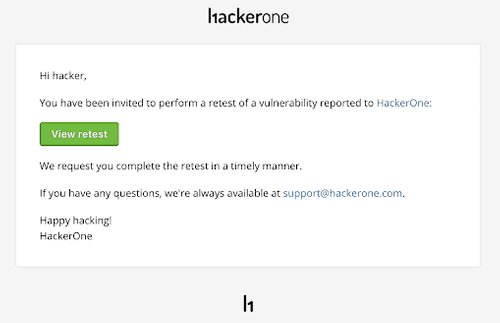 hackerone
Hi hacker,
You have been invited to perform a retest of a vulnerability reported to HackerOne:
View retest
We request you complete the retest in a timely manner.
If you have any questions, we're always available at support@hackerone.com.
Happy hacking!
HackerOne
h1